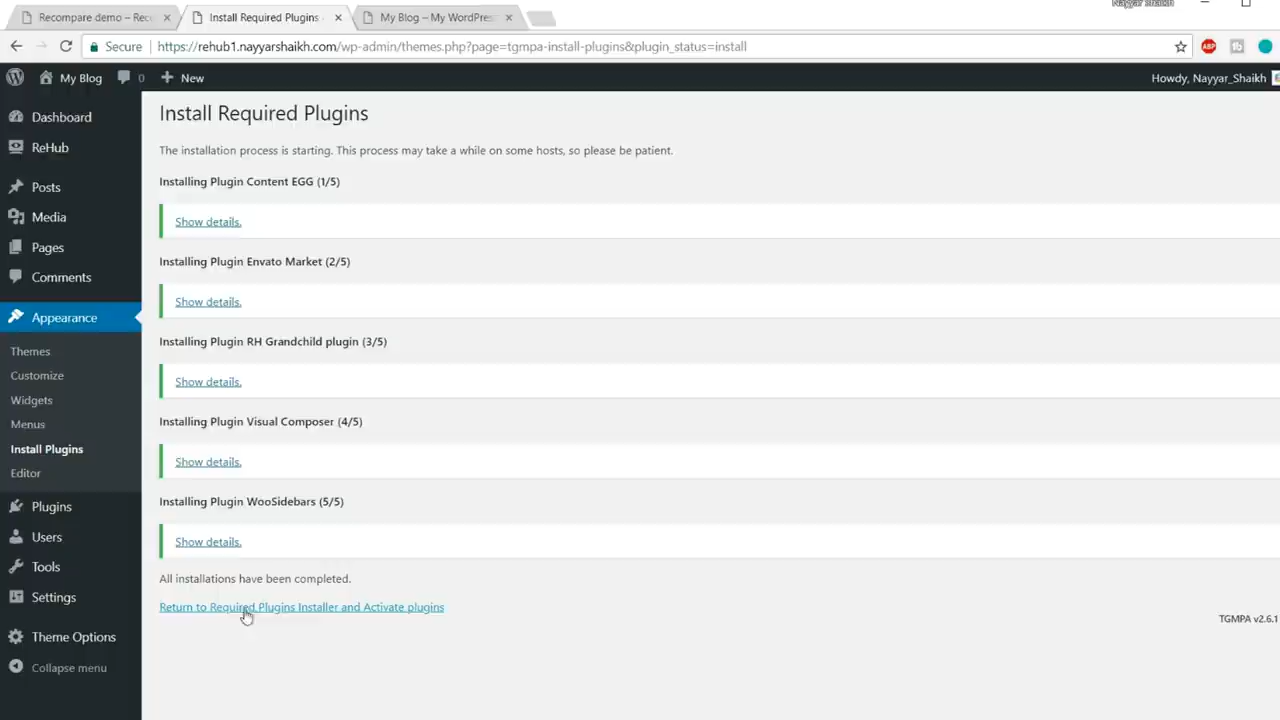 Nayyar Shaikh
Recompare demo – Recu
Install Required Plugins
My Blog – My WordPres
Secure
https://rehub1.nayyarshaikh.com/wp-admin/themes.php?page=tgmpa-install-plugins&plugin_status=install
ABP
My Blog
0
New
Howdy, Nayyar_Shaikh
Dashboard
ReHub
Posts
Media
Pages
Comments
Appearance
Themes
Customize
Widgets
Menus
Install Plugins
Editor
Plugins
Users
Tools
Settings
Theme Options
Collapse menu
Install Required Plugins
The installation process is starting. This process may take a while on some hosts, so please be patient.
Installing Plugin Content EGG (1/5)
Show details.
Installing Plugin Envato Market (2/5)
Show details.
Installing Plugin RH Grandchild plugin (3/5)
Show details.
Installing Plugin Visual Composer (4/5)
Show details.
Installing Plugin WooSidebars (5/5)
Show details.
All installations have been completed.
Return to Required Plugins Installer and Activate plugins
TGMPA v2.6.1